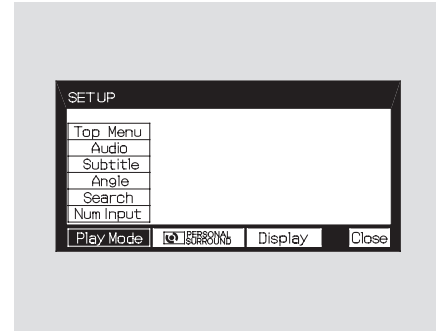 SETUP
Top Menu
Audio
Subtitle
Angle
Search
Num Input
Play Mode PERSONAL SURROUND Display Close